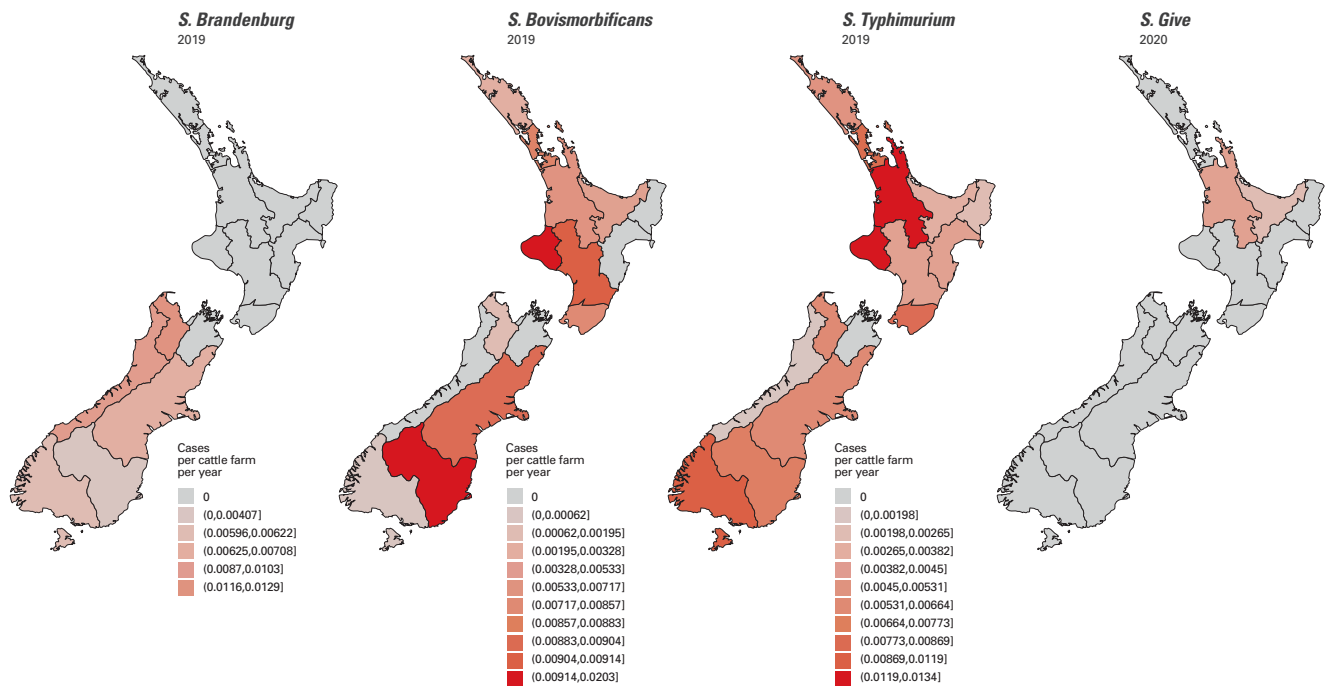 S. Brandenburg
2019
S. Bovismorbificans
2019
S. Typhimurium
2019
S. Give
2020
Cases
per cattle farm
per year
0
(0,0.00407]
(0.00596,0.00622]
(0.00625,0.00708]
(0.0087,0.0103]
(0.0116,0.0129]
Cases
per cattle farm
per year
0
(0,0.00062]
(0.00062,0.00195]
(0.00195,0.00328]
(0.00328,0.00533]
(0.00533,0.00717]
(0.00717,0.00857]
(0.00857,0.00883]
(0.00883,0.00904]
(0.00904,0.00914]
(0.00914,0.0203]
Cases
per cattle farm
per year
0
(0,0.00198]
(0.00198,0.00265]
(0.00265,0.00382]
(0.00382,0.0045]
(0.0045,0.00531]
(0.00531,0.00664]
(0.00664,0.00773]
(0.00773,0.00869]
(0.00869,0.0119]
(0.0119,0.0134]